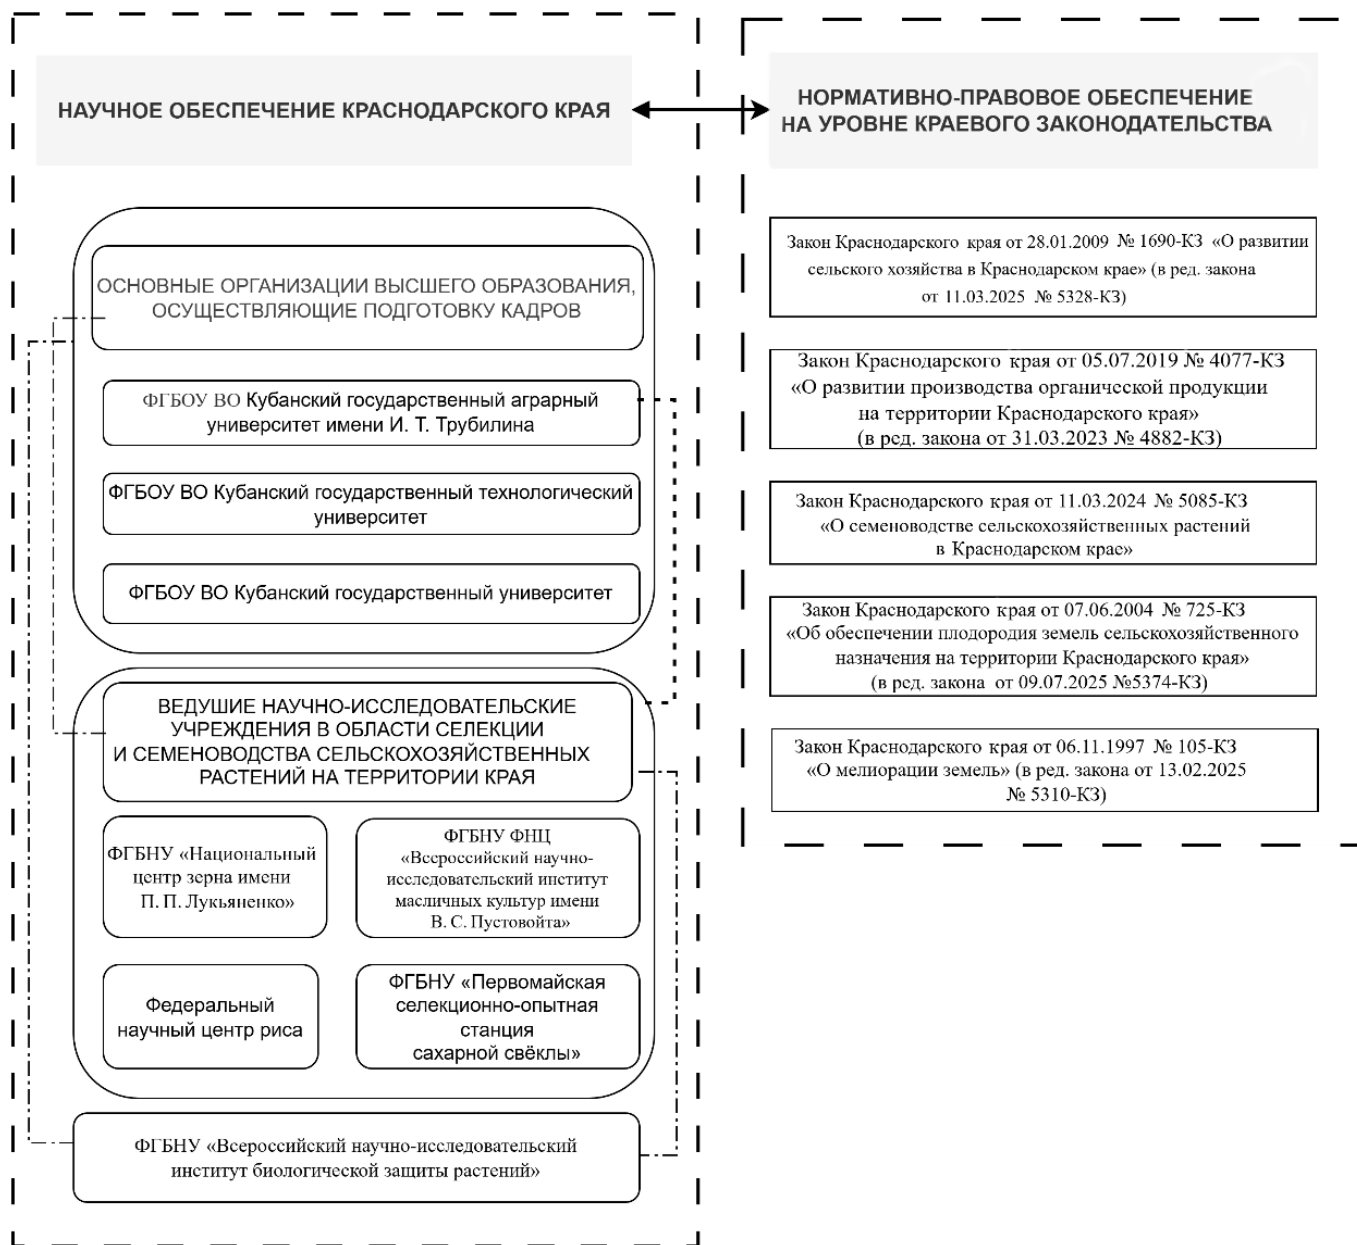 НАУЧНОЕ ОБЕСПЕЧЕНИЕ КРАСНОДАРСКОГО КРАЯ
ОСНОВНЫЕ ОРГАНИЗАЦИИ ВЫСШЕГО ОБРАЗОВАНИЯ,
ОСУЩЕСТВЛЯЮЩИЕ ПОДГОТОВКУ КАДРОВ
ФГБОУ ВО Кубанский государственный аграрный
университет имени И. Т. Трубилина
ФГБОУ ВО Кубанский государственный технологический
университет
ФГБОУ ВО Кубанский государственный университет
ВЕДУШИЕ НАУЧНО-ИССЛЕДОВАТЕЛЬСКИЕ
УЧРЕЖДЕНИЯ В ОБЛАСТИ СЕЛЕКЦИИ
И СЕМЕНОВОДСТВА СЕЛЬСКОХОЗЯЙСТВЕННЫХ
РАСТЕНИЙ НА ТЕРРИТОРИИ КРАЯ
ФГБНУ «Национальный
центр зерна имени
П. П. Лукьяненко»
ФГБНУ ФНЦ
«Всероссийский научно-
исследовательский институт
масличных культур имени
В. С. Пустовойта»
Федеральный
научный центр риса
ФГБНУ «Первомайская
селекционно-опытная
станция
сахарной свёклы»
ФГБНУ «Всероссийский научно-исследовательский
институт биологической защиты растений»
НОРМАТИВНО-ПРАВОВОЕ ОБЕСПЕЧЕНИЕ
НА УРОВНЕ КРАЕВОГО ЗАКОНОДАТЕЛЬСТВА
Закон Краснодарского края от 28.01.2009 № 1690-КЗ «О развитии
сельского хозяйства в Краснодарском крае» (в ред. закона
от 11.03.2025 № 5328-КЗ)
Закон Краснодарского края от 05.07.2019 № 4077-КЗ
«О развитии производства органической продукции
на территории Краснодарского края»
(в ред. закона от 31.03.2023 № 4882-КЗ)
Закон Краснодарского края от 11.03.2024 № 5085-КЗ
«О семеноводстве сельскохозяйственных растений
в Краснодарском крае»
Закон Краснодарского края от 07.06.2004 № 725-КЗ
«Об обеспечении плодородия земель сельскохозяйственного
назначения на территории Краснодарского края»
(в ред. закона от 09.07.2025 №5374-КЗ)
Закон Краснодарского края от 06.11.1997 № 105-КЗ
«О мелиорации земель» (в ред. закона от 13.02.2025
№ 5310-КЗ)